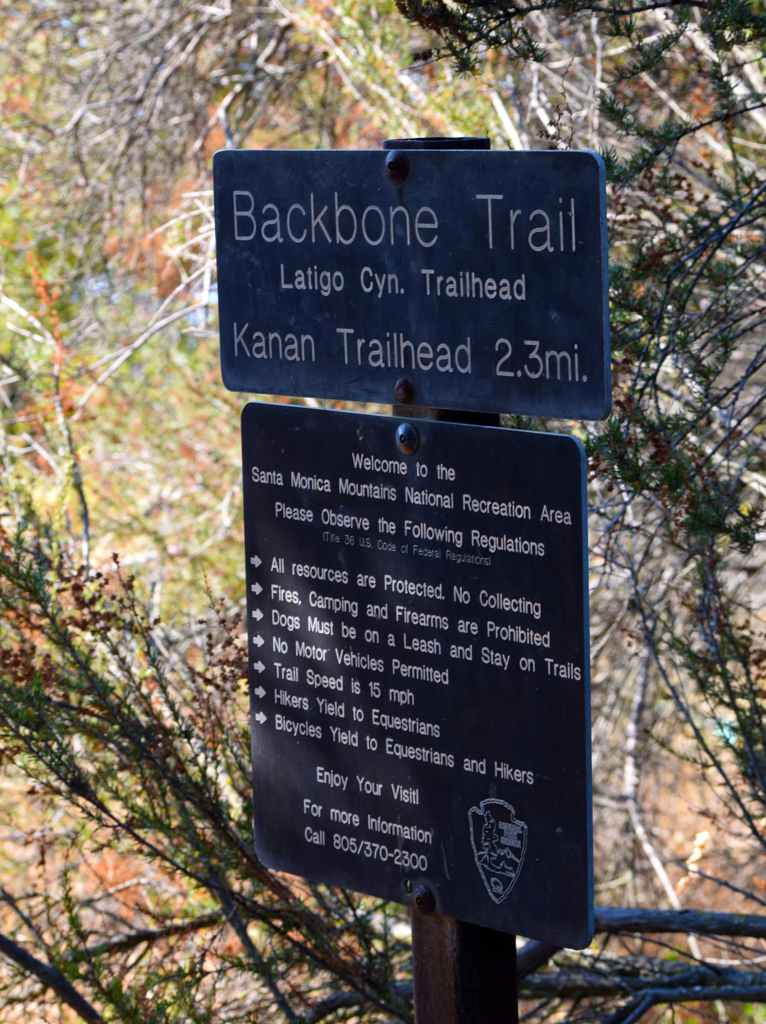 Backbone Trail
Latigo Cyn. Trailhead
Kanan Trailhead 2.3mi.
Welcome to the
Santa Monica Mountains National Recreation Area
Please Observe the Following Regulations
(Title 36 U.S. Code of Federal Regulations)
All resources are Protected. No Collecting
Fires, Camping and Firearms are Prohibited
Dogs Must be on a Leash and Stay on Trails
No Motor Vehicles Permitted
Trail Speed is 15 mph
Hikers Yield to Equestrians
Bicycles Yield to Equestrians and Hikers
Enjoy Your Visit!
For more Information
Call 805/370-2300